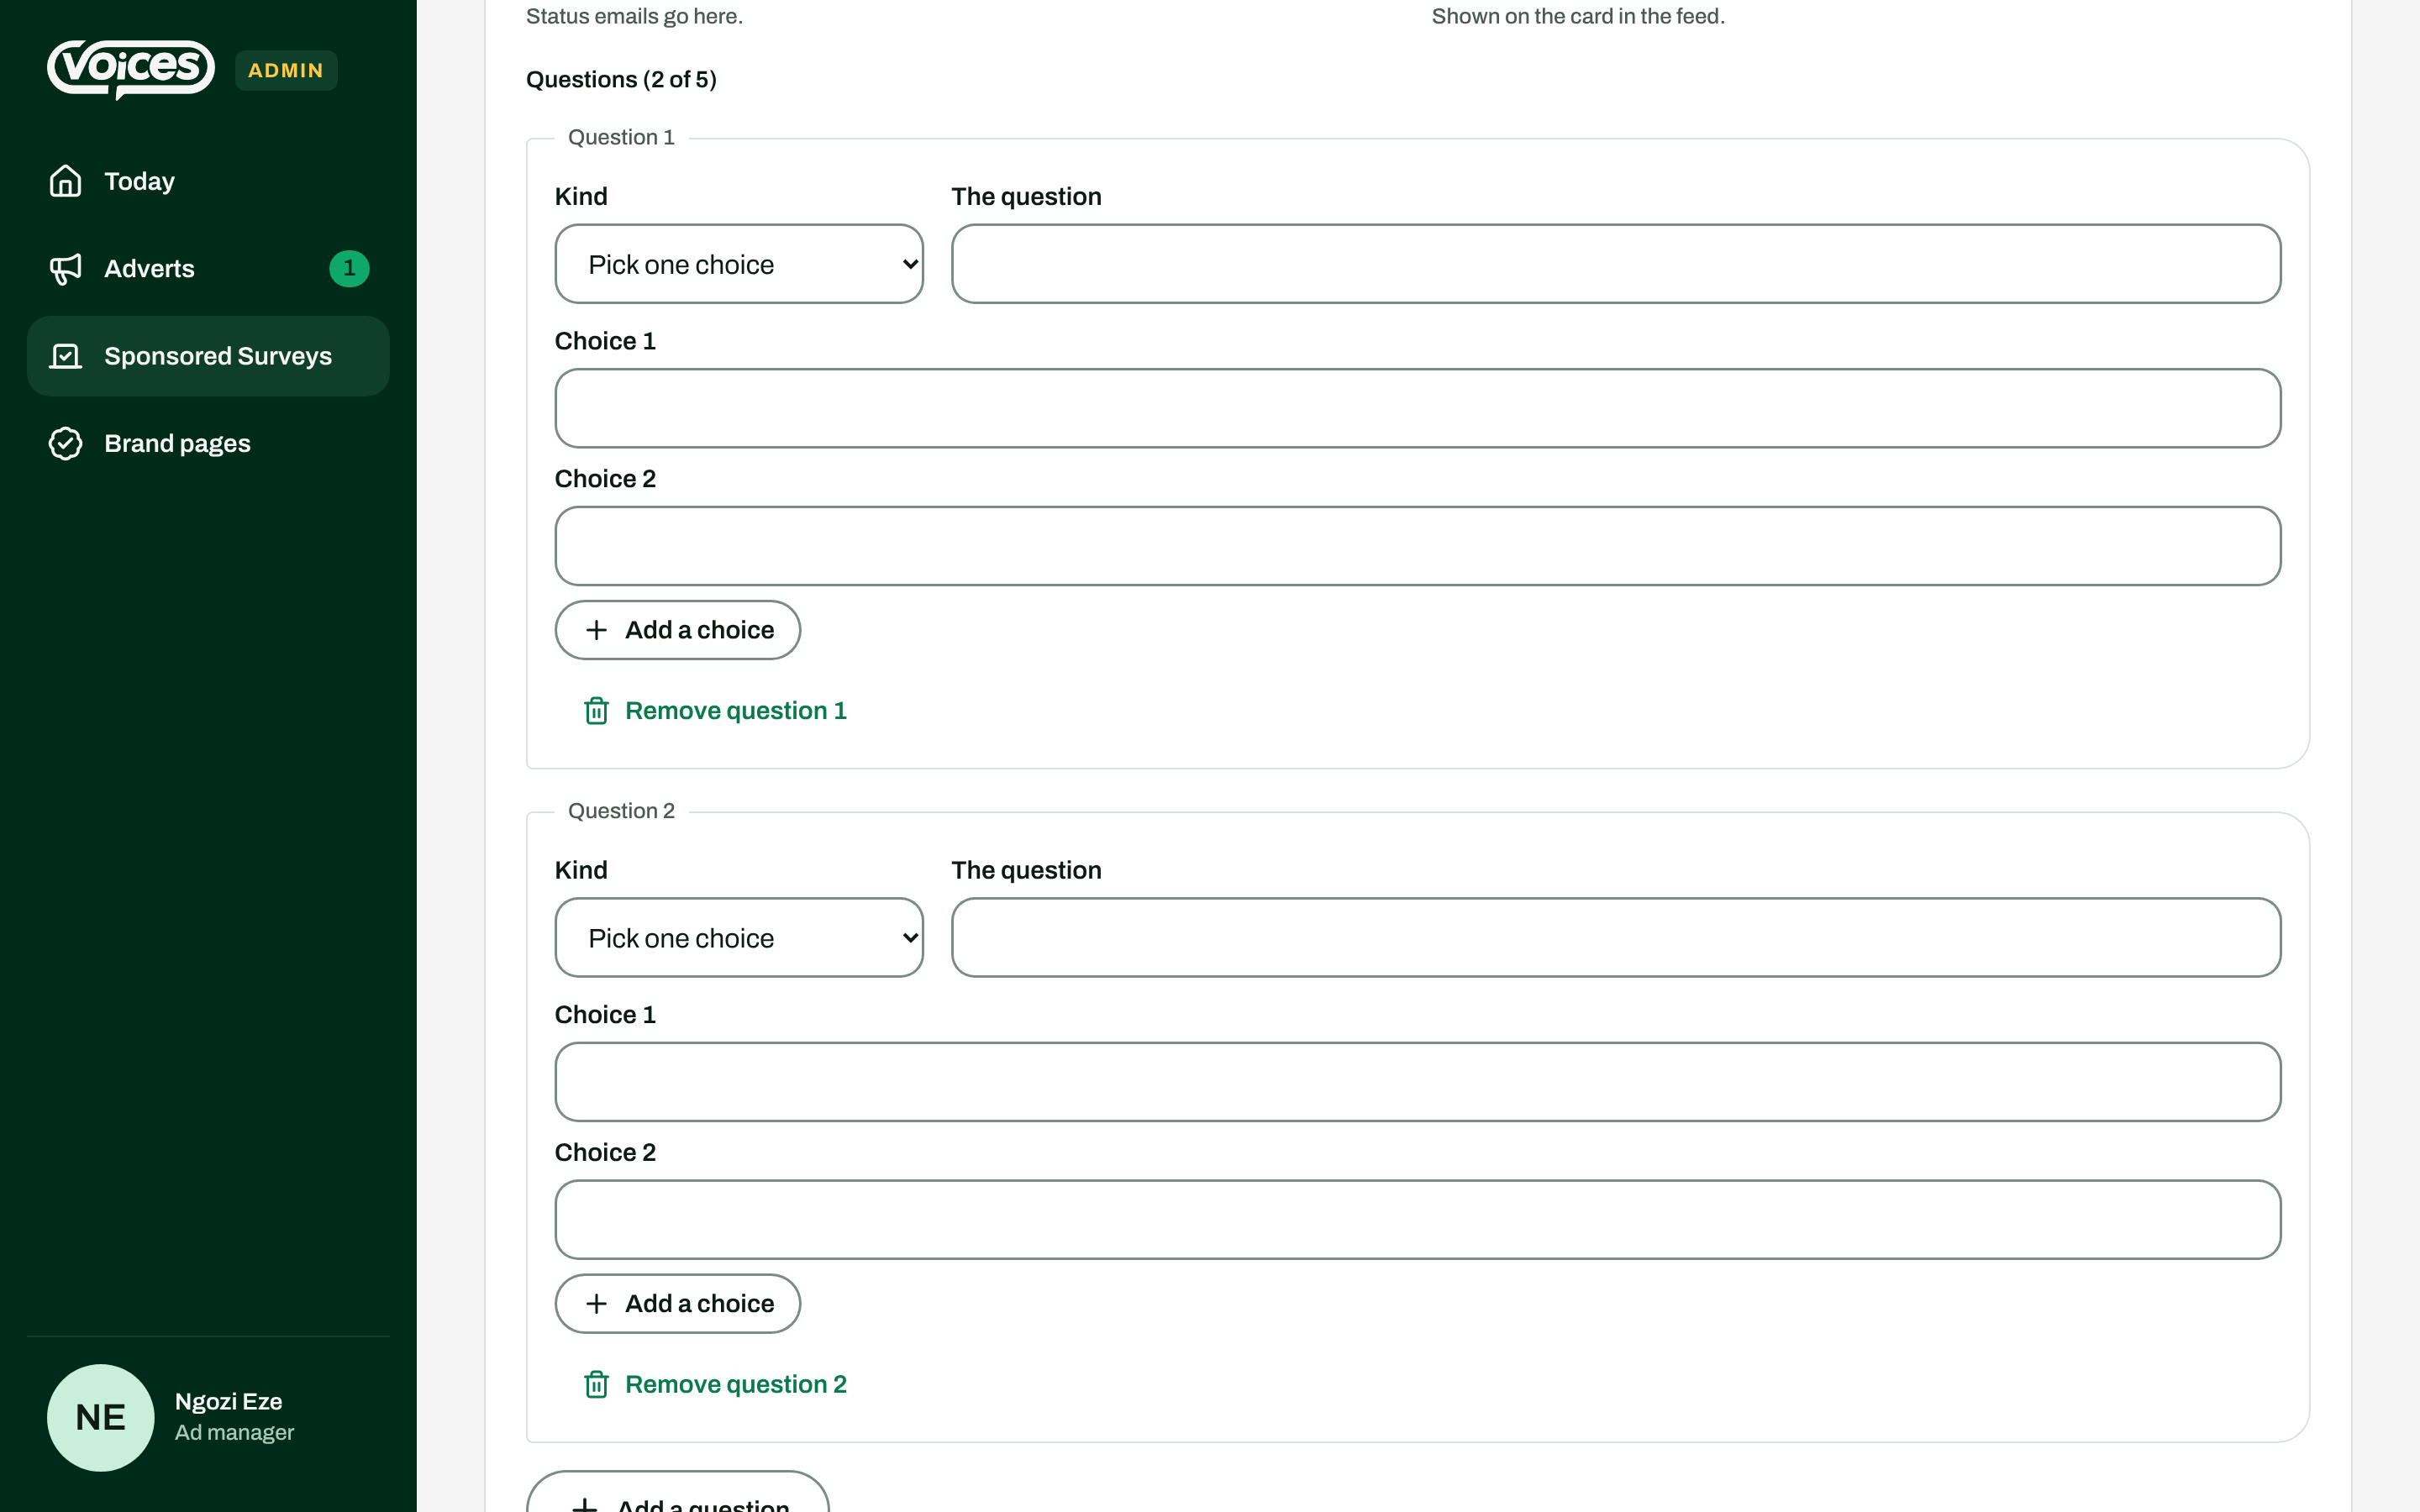 Voices ADMIN
Today
Adverts 1
Sponsored Surveys
Brand pages
NE
Ngozi Eze
Ad manager
Status emails go here.
Shown on the card in the feed.
Questions (2 of 5)
Question 1
Kind
The question
Pick one choice
Choice 1
Choice 2
Add a choice
Remove question 1
Question 2
Kind
The question
Pick one choice
Choice 1
Choice 2
Add a choice
Remove question 2
Add a question